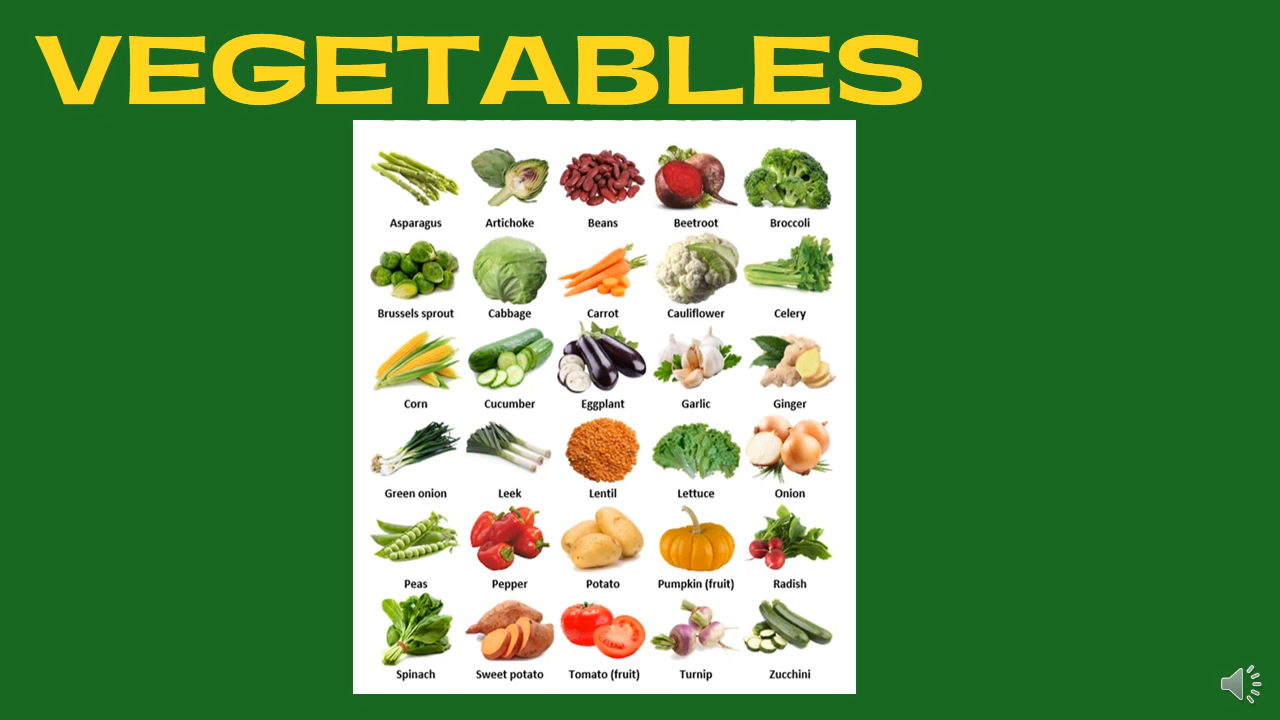 VEGETABLES
Asparagus Artichoke Beans Beetroot Broccoli
Brussels sprout Cabbage Carrot Cauliflower Celery
Corn Cucumber Eggplant Garlic Ginger
Green onion Leek Lentil Lettuce Onion
Peas Pepper Potato Pumpkin (fruit) Radish
Spinach Sweet potato Tomato (fruit) Turnip Zucchini